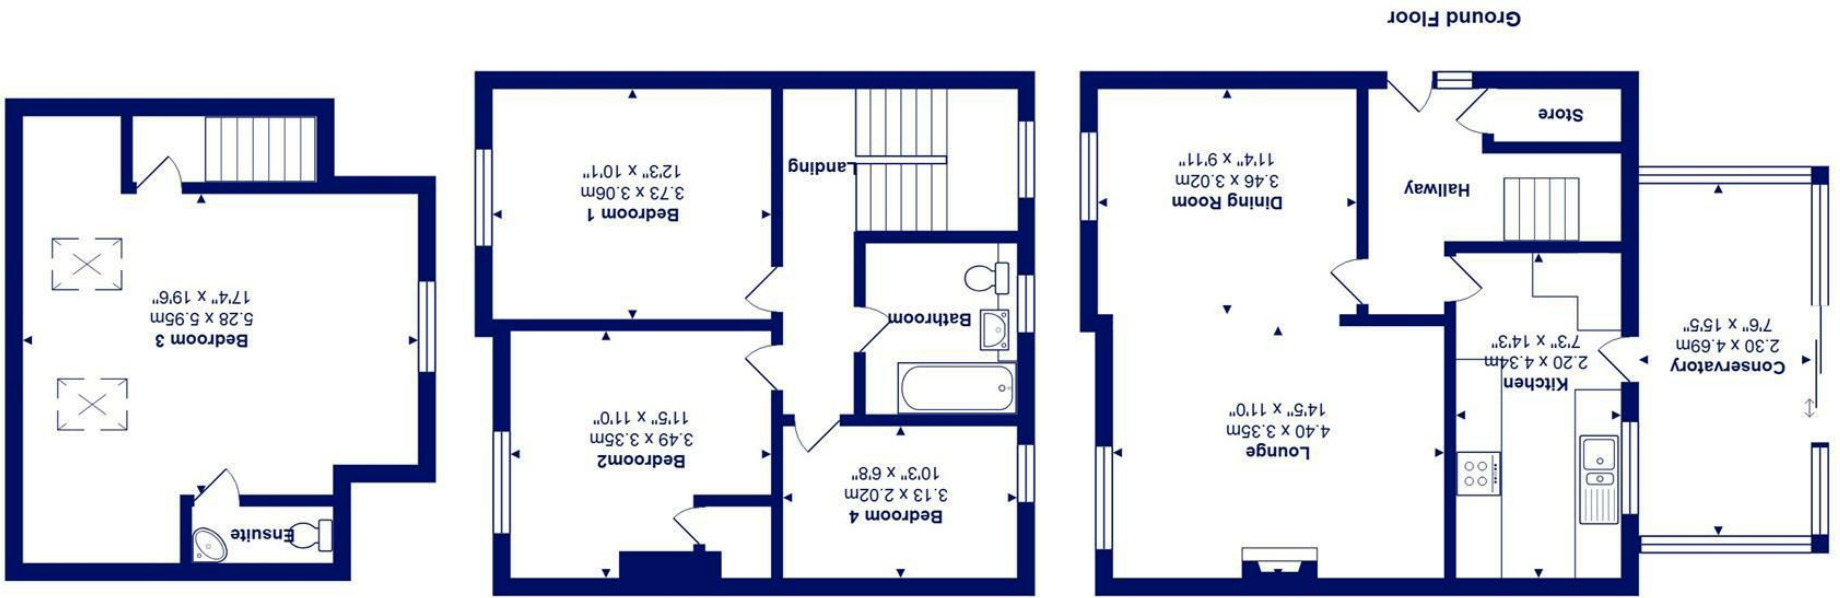 Ground Floor
Conservatory
2.30 x 4.69m
7'6" x 15'5"
Kitchen
2.20 x 4.34m
7'3" x 14'3"
Lounge
4.40 x 3.35m
14'5" x 11'0"
Hallway
Store
Dining Room
3.46 x 3.02m
11'4" x 9'11"
Bedroom 4
3.13 x 2.02m
10'3" x 6'8"
Bedroom2
3.49 x 3.35m
11'5" x 11'0"
Bathroom
Landing
Bedroom 1
3.73 x 3.06m
12'3" x 10'1"
Ensuite
Bedroom 3
5.28 x 5.95m
17'4" x 19'6"